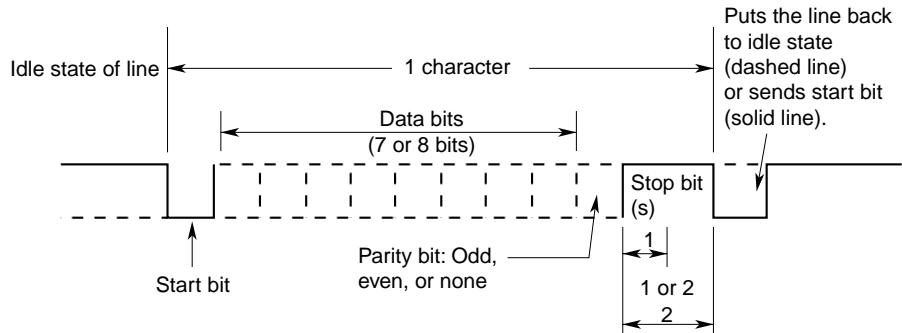 Puts the line back
to idle state
(dashed line)
or sends start bit
(solid line).
Idle state of line
1 character
Data bits
(7 or 8 bits)
Stop bit
(s)
Parity bit: Odd,
even, or none
Start bit
1
1 or 2
2